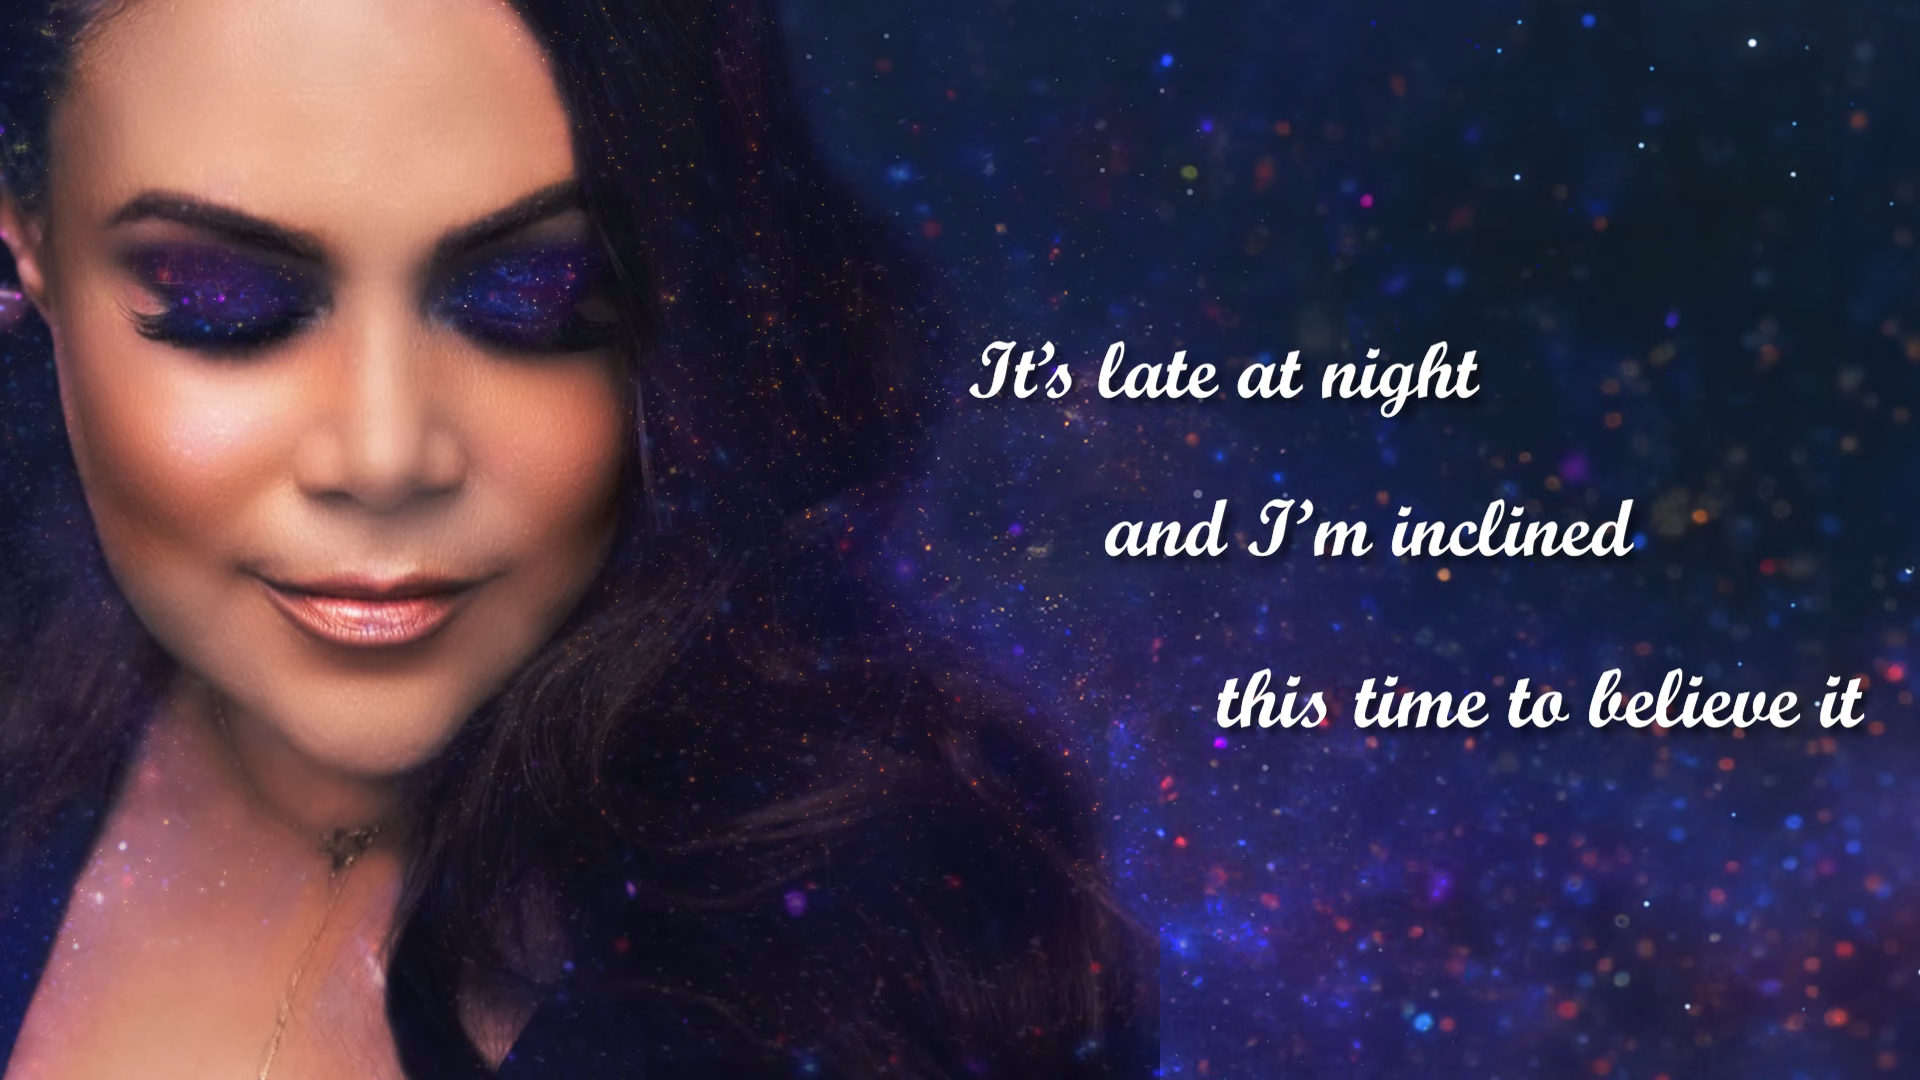 It’s late at night
and I’m inclined
this time to believe it